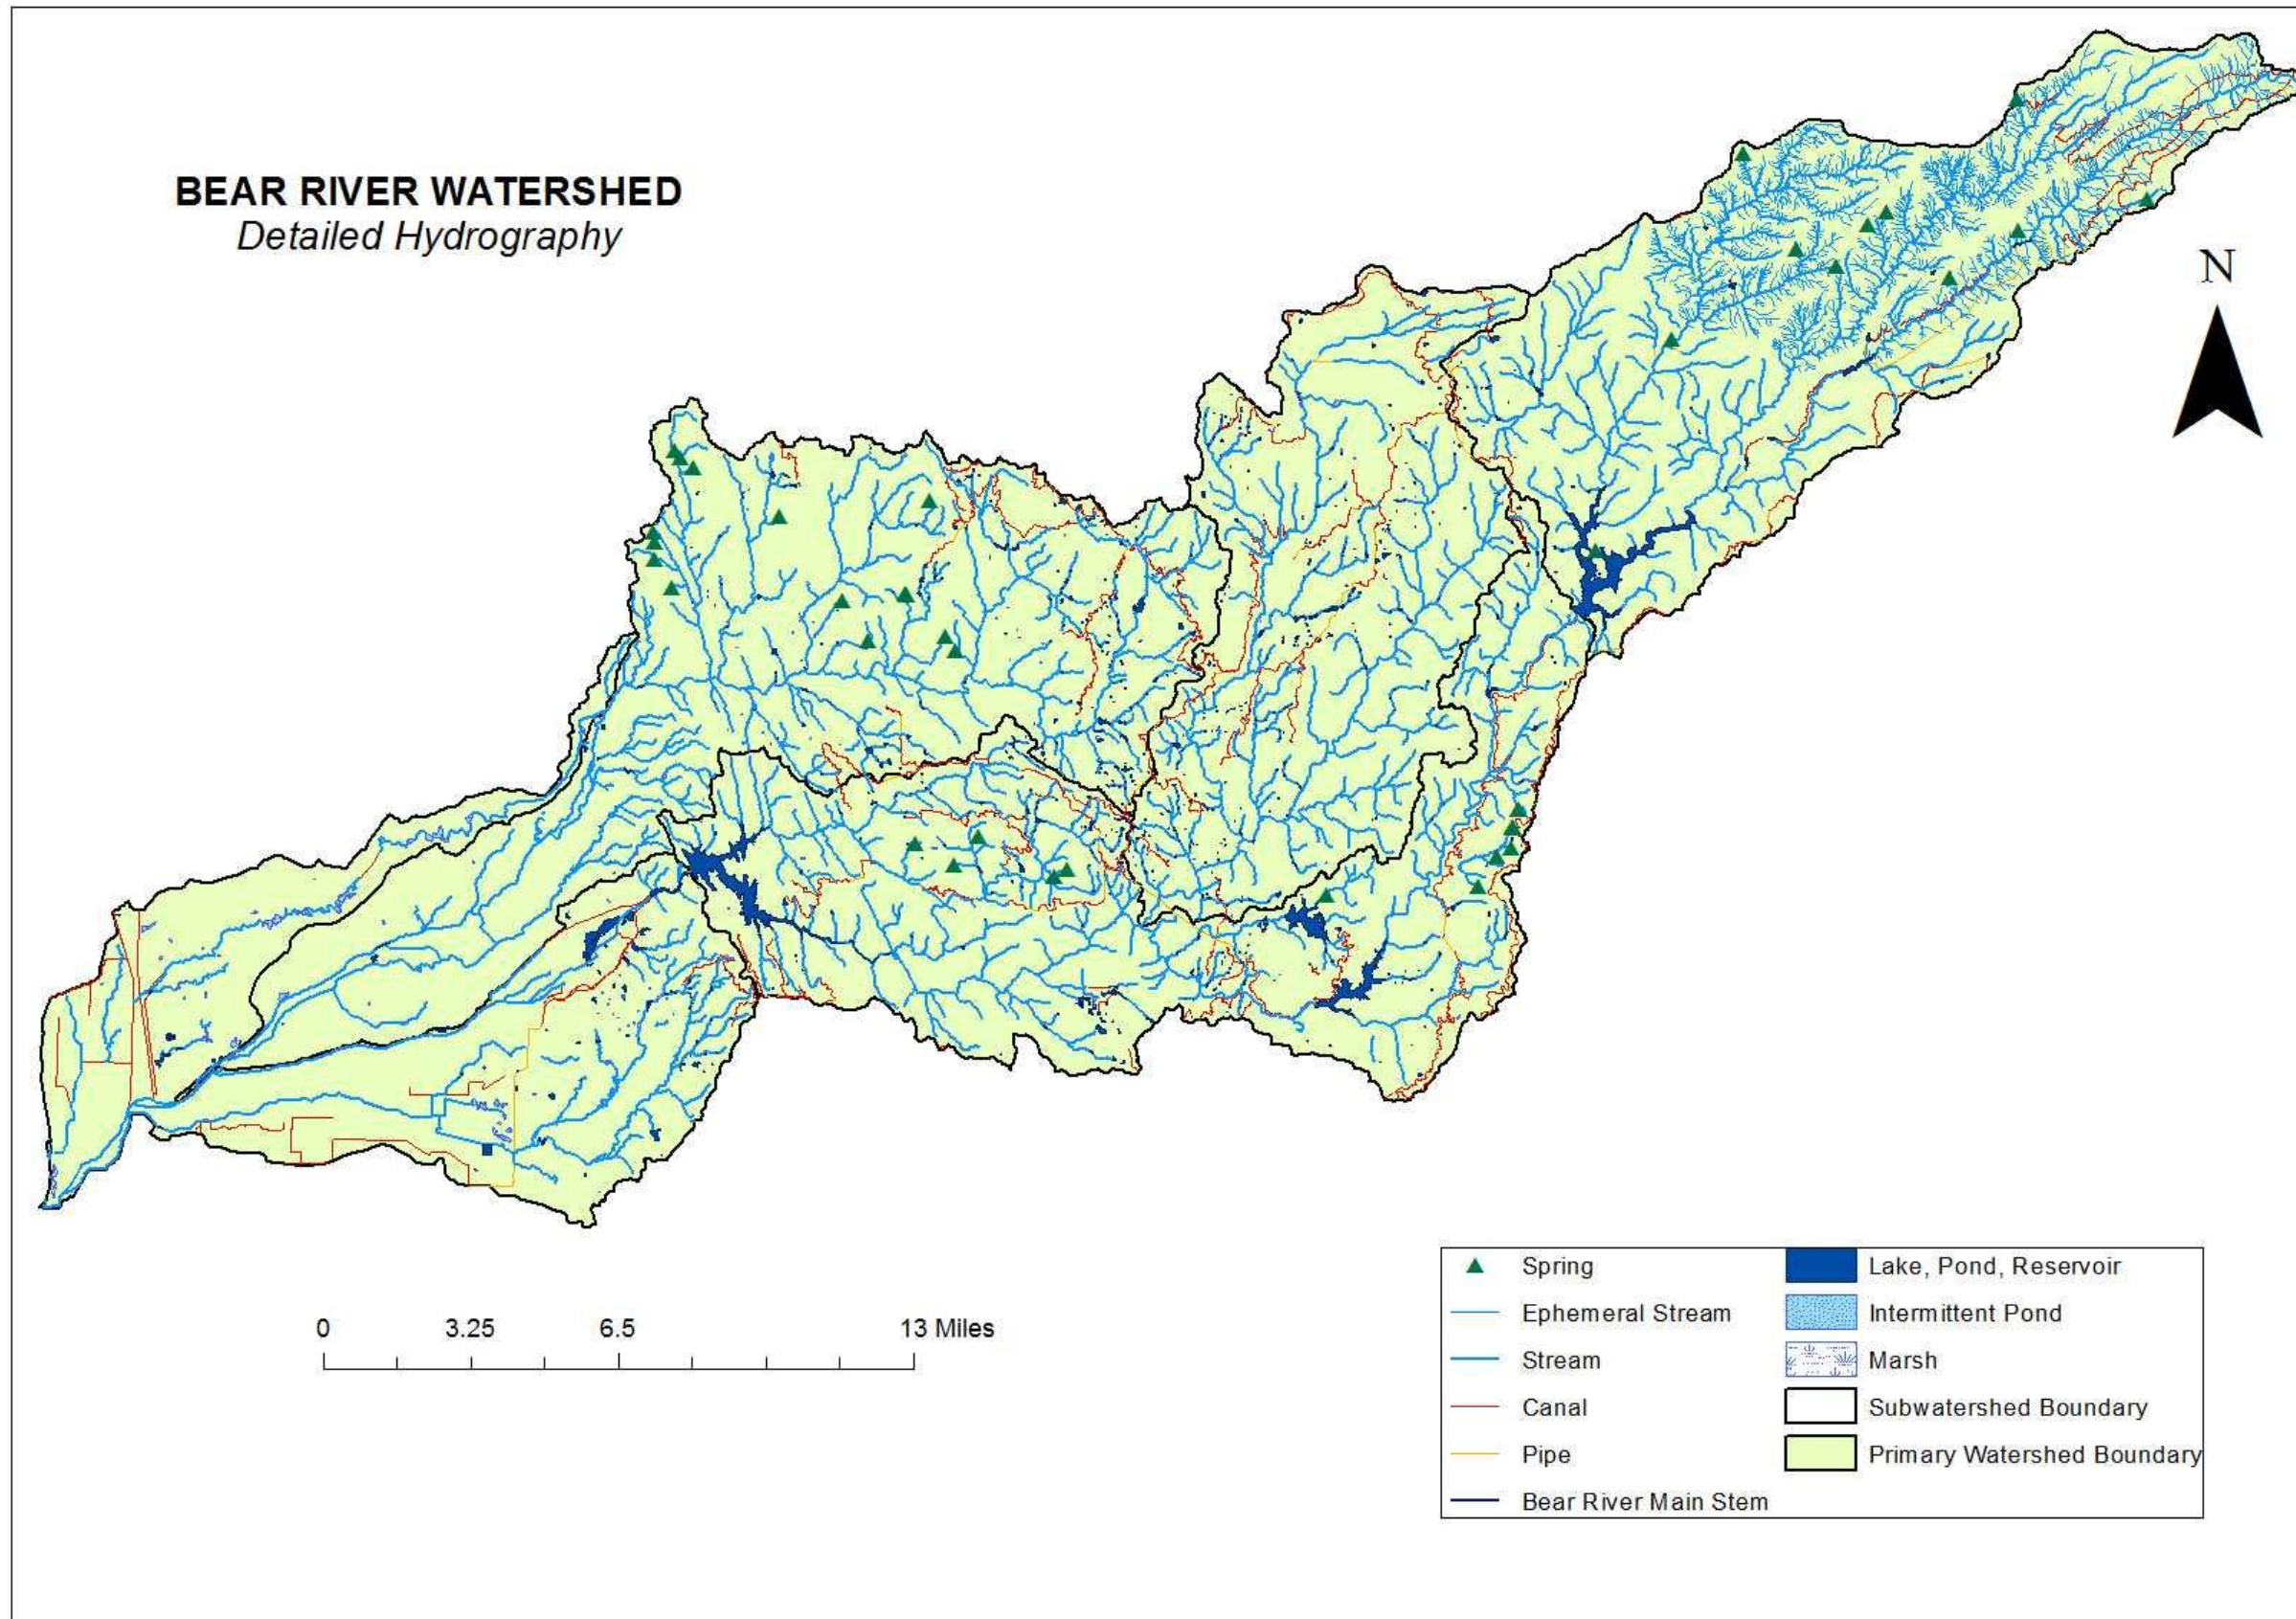 BEAR RIVER WATERSHED
Detailed Hydrography
N
0 3.25 6.5 13 Miles
Spring
Ephemeral Stream
Stream
Canal
Pipe
Bear River Main Stem
Lake, Pond, Reservoir
Intermittent Pond
Marsh
Subwatershed Boundary
Primary Watershed Boundary